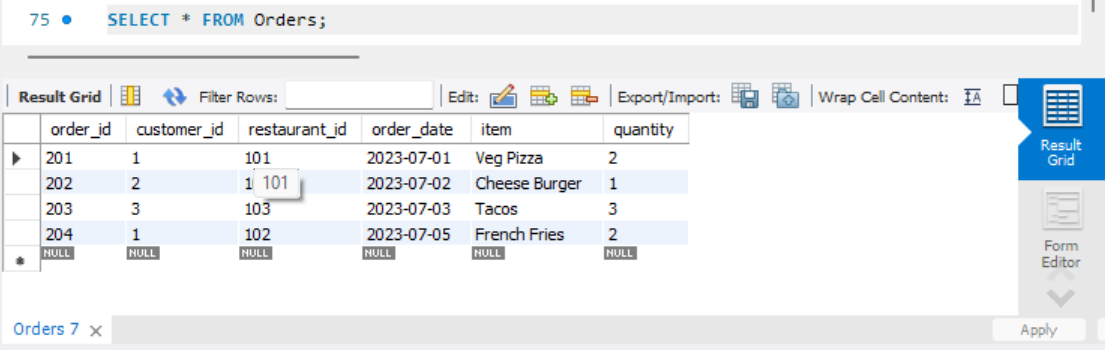 75 SELECT * FROM Orders;
Result Grid Filter Rows: Edit: Export/Import: Wrap Cell Content: IA
order_id customer_id restaurant_id order_date item quantity
201 1 101 2023-07-01 Veg Pizza 2
202 2 1 2023-07-02 Cheese Burger 1
101
203 3 103 2023-07-03 Tacos 3
204 1 102 2023-07-05 French Fries 2
NULL NULL NULL NULL NULL NULL
Result
Grid
Form
Editor
Orders 7
Apply